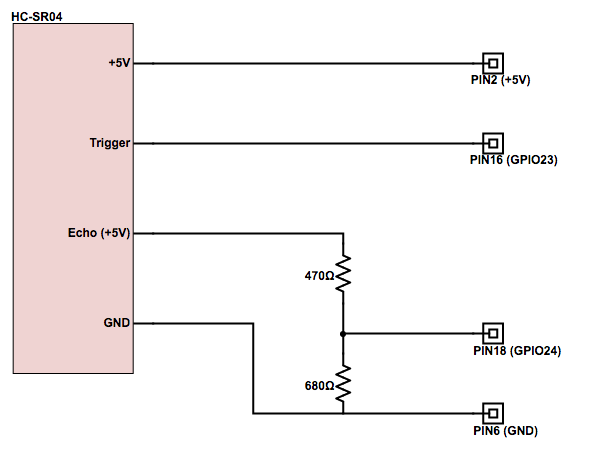 HC-SR04
+5V
PIN2 (+5V)
Trigger
PIN16 (GPIO23)
Echo (+5V)
470Ω
GND
PIN18 (GPIO24)
680Ω
PIN6 (GND)